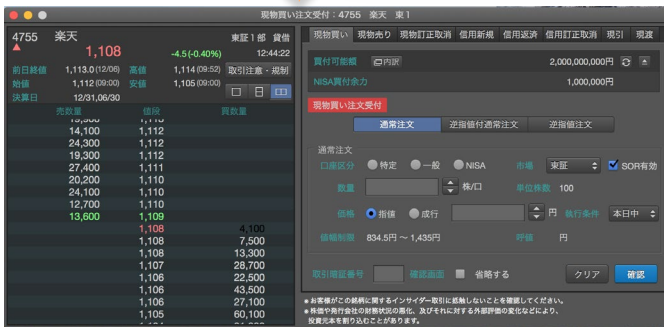 現物買い注文受付：4755 楽天 東1
4755 楽天 東証1部 貸借
1,108 -4.5 (-0.40%) 12:44:22
前日終値 1,113.0 (12/06) 高値 1,114 (09:52) 取引注意・規制
始値 1,112 (09:00) 安値 1,105 (09:00)
決算日 12/31,06/30
売数量 値段 買数量
14,100 1,112
24,300 1,112
19,300 1,112
27,400 1,111
20,200 1,110
24,100 1,110
12,700 1,110
13,600 1,109
1,108 4,100
1,108 7,500
1,108 13,300
1,107 28,700
1,106 22,500
1,106 43,500
1,106 27,100
1,105 60,100
現物買い 現物売り 現物訂正取消 信用新規 信用返済 信用訂正取消 現引 現渡
買付可能額 内訳 2,000,000,000円
NISA買付余力 1,000,000円
現物買い注文受付
通常注文 逆指値付通常注文 逆指値注文
通常注文
口座区分 特定 一般 NISA 市場 東証 SOR有効
数量 株/口 単位株数 100
価格 指値 成行 円 執行条件 本日中
値幅制限 834.5円 ～ 1,435円 呼値 円
取引暗証番号 確認画面 省略する クリア 確認
● お客様がこの銘柄に関するインサイダー取引に抵触しないことを確認してください。
● 株価や発行会社の財務状況の悪化、及びそれに対する外部評価の変化などにより、
投資元本を割り込むことがあります。